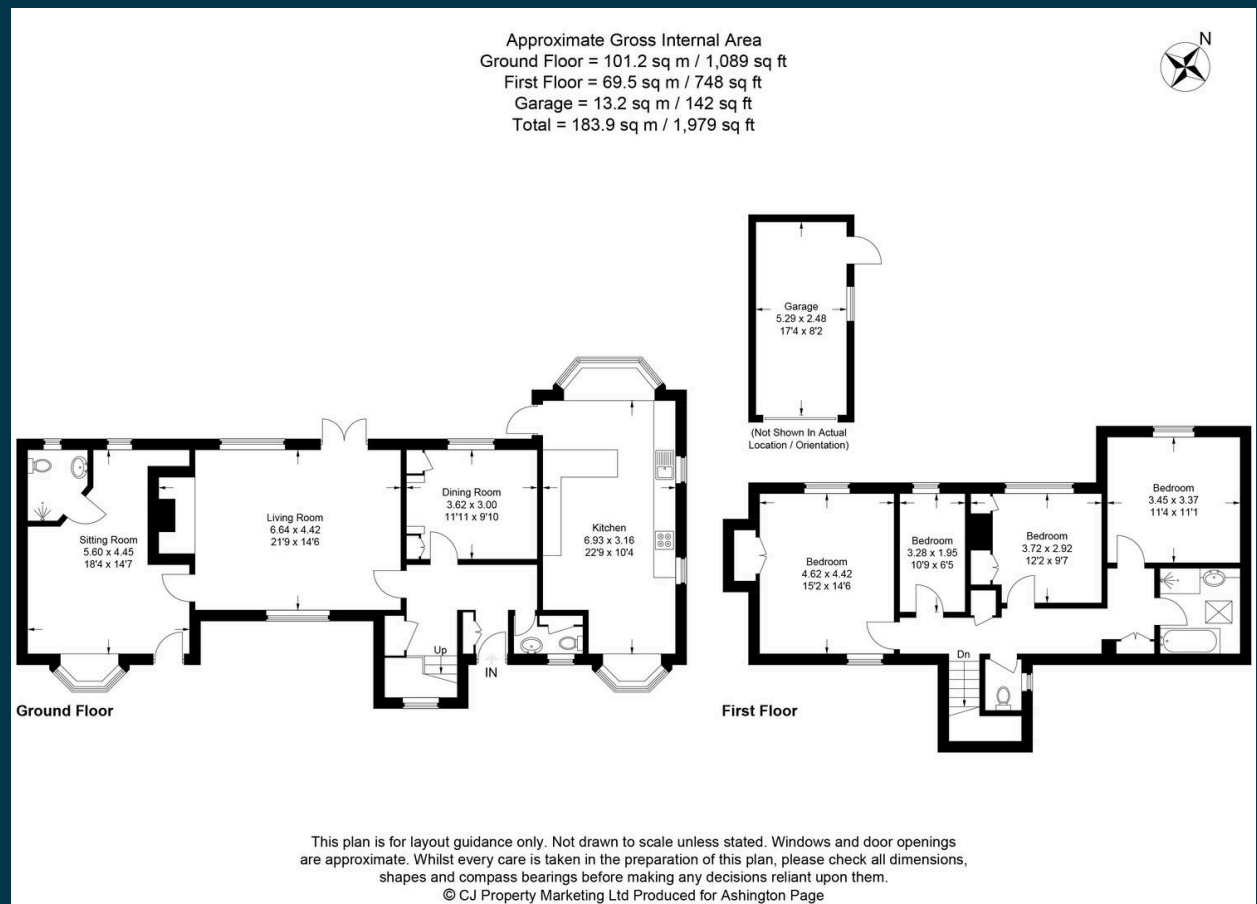 Approximate Gross Internal Area
Ground Floor = 101.2 sq m / 1,089 sq ft
First Floor = 69.5 sq m / 748 sq ft
Garage = 13.2 sq m / 142 sq ft
Total = 183.9 sq m / 1,979 sq ft
N
Garage
5.29 x 2.48
17'4 x 8'2
(Not Shown In Actual
Location / Orientation)
Sitting Room
5.60 x 4.45
18'4 x 14'7
Living Room
6.64 x 4.42
21'9 x 14'6
Dining Room
3.62 x 3.00
11'11 x 9'10
Kitchen
6.93 x 3.16
22'9 x 10'4
Up
IN
Ground Floor
Bedroom
4.62 x 4.42
15'2 x 14'6
Bedroom
3.28 x 1.95
10'9 x 6'5
Bedroom
3.72 x 2.92
12'2 x 9'7
Bedroom
3.45 x 3.37
11'4 x 11'1
Dn
First Floor
This plan is for layout guidance only. Not drawn to scale unless stated. Windows and door openings
are approximate. Whilst every care is taken in the preparation of this plan, please check all dimensions,
shapes and compass bearings before making any decisions reliant upon them.
© CJ Property Marketing Ltd Produced for Ashington Page